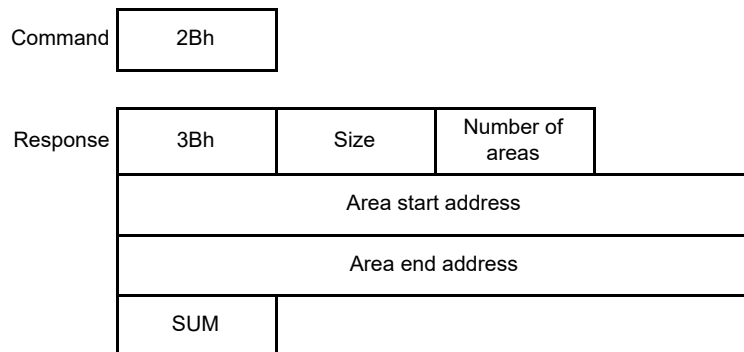 Command 2Bh
Response 3Bh Size Number of
areas
Area start address
Area end address
SUM